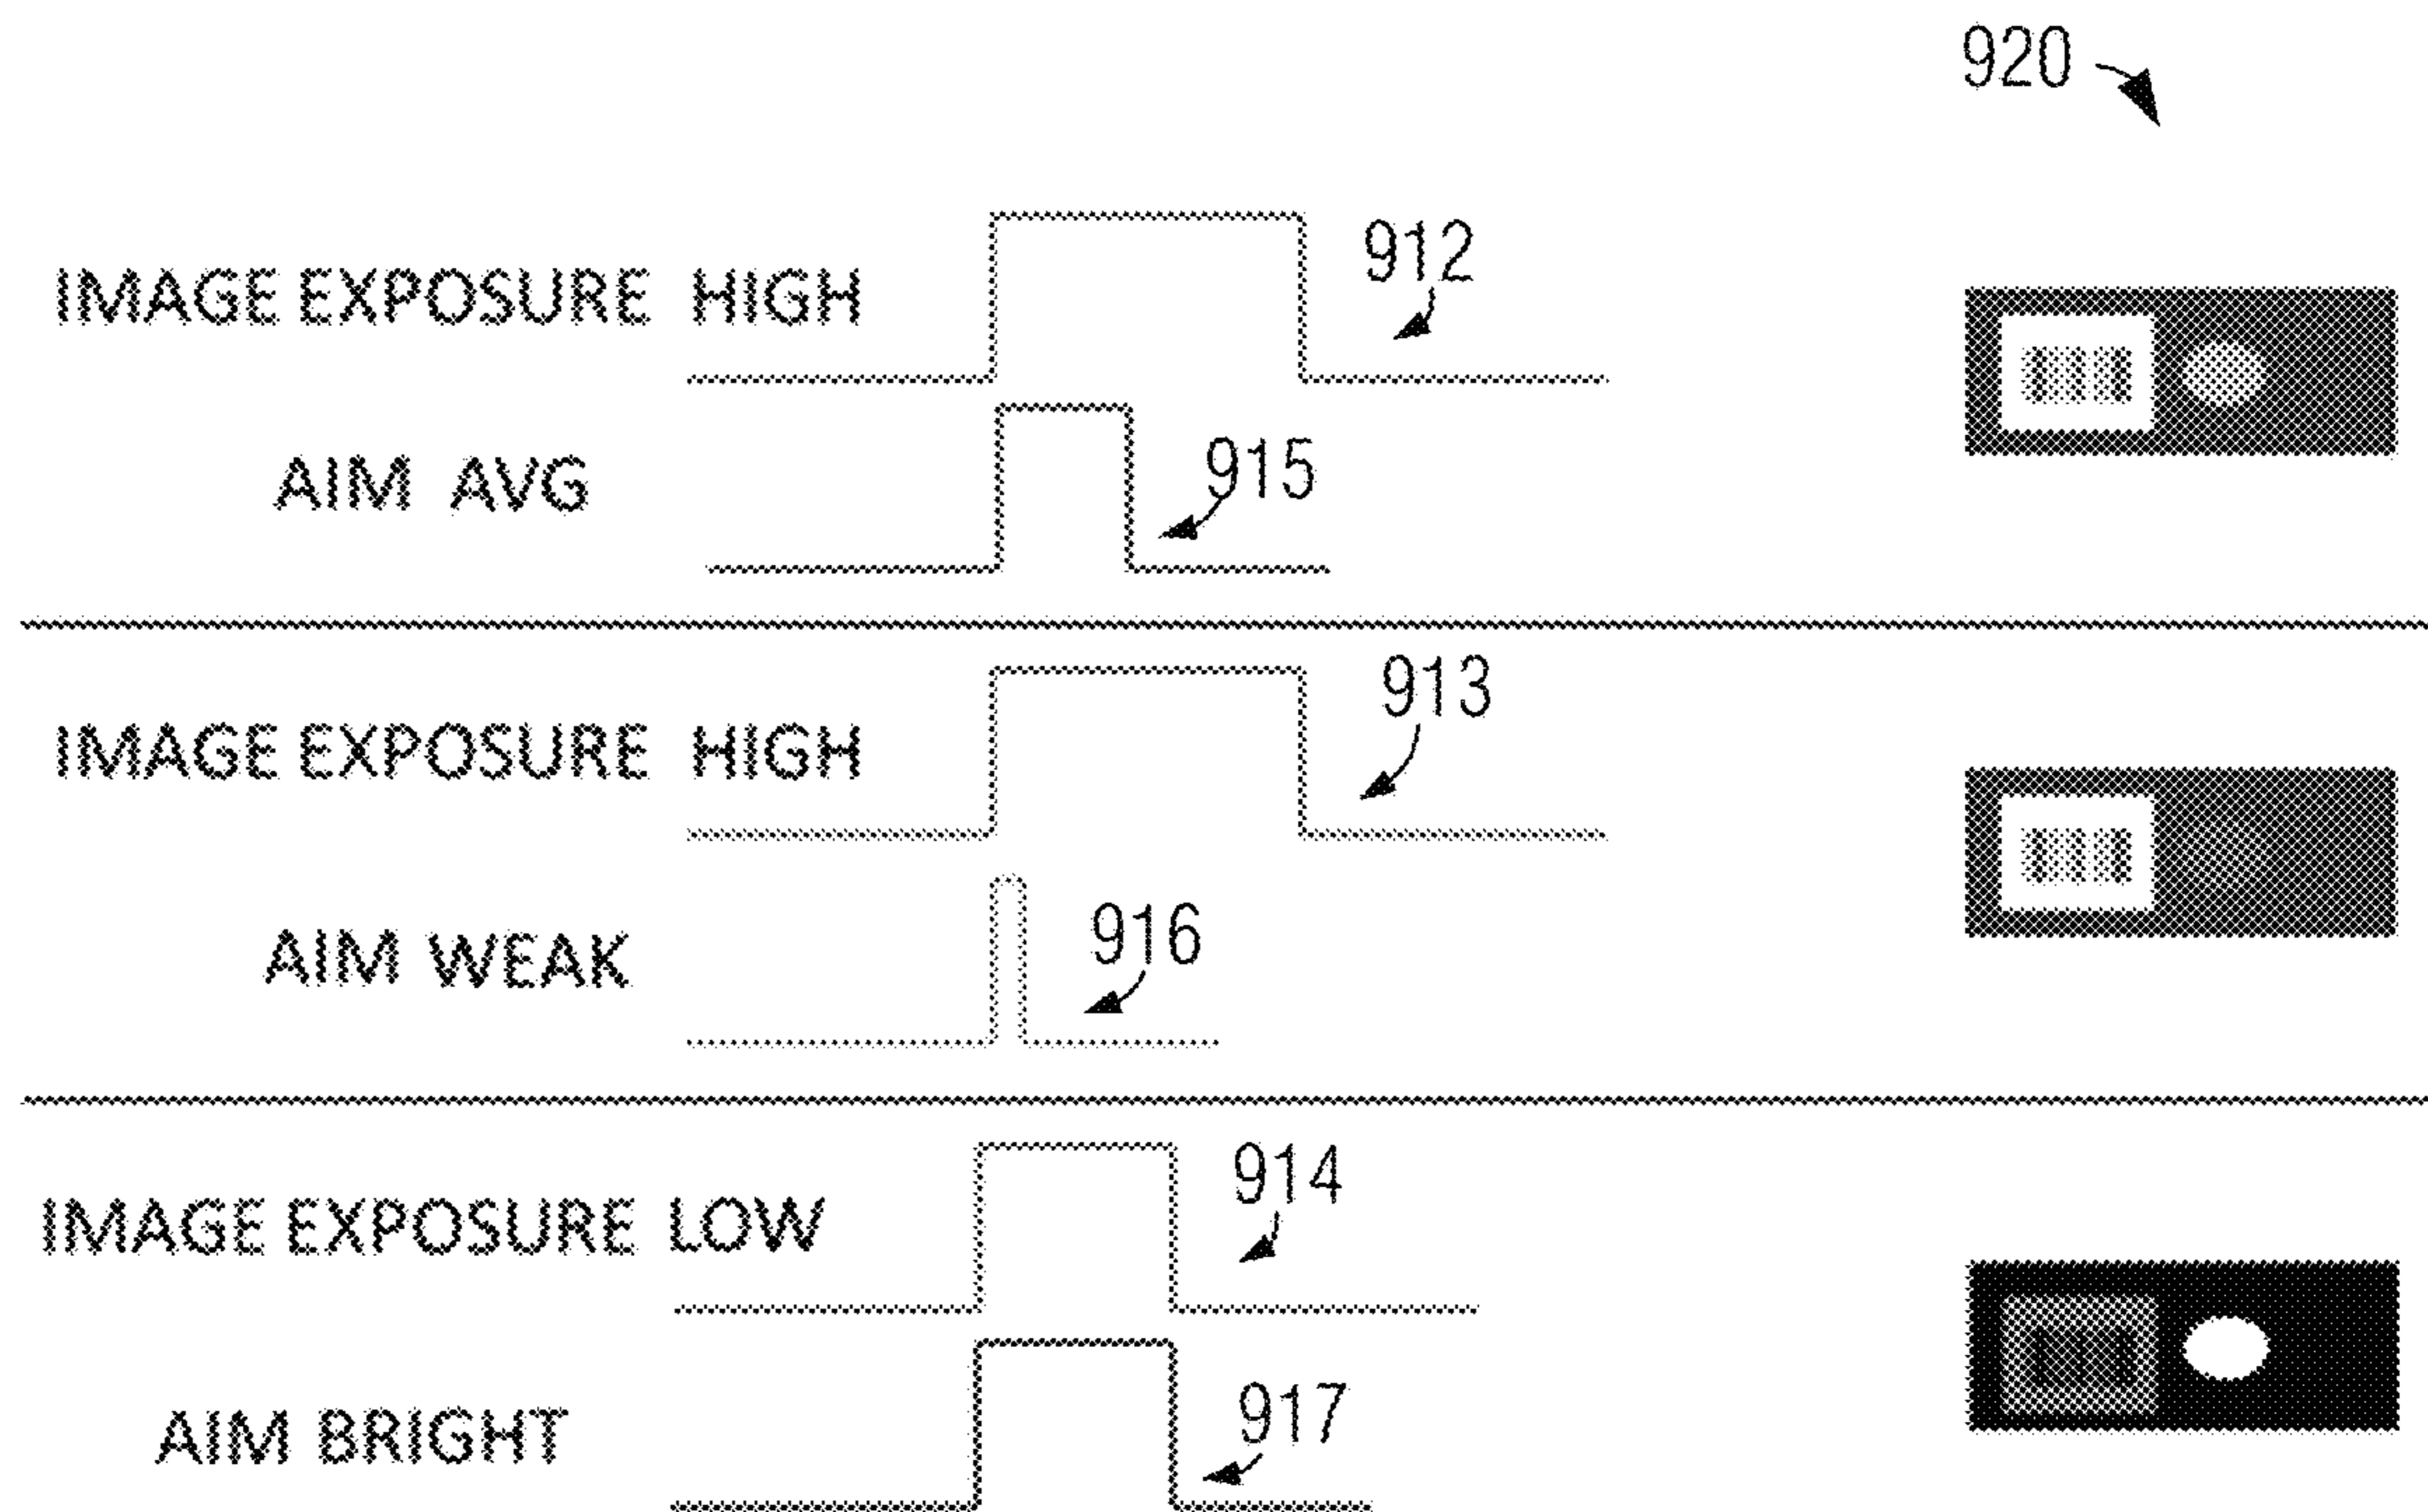 920
IMAGE EXPOSURE HIGH
912
AIM AVG
915
IMAGE EXPOSURE HIGH
913
AIM WEAK
916
IMAGE EXPOSURE LOW
914
AIM BRIGHT
917